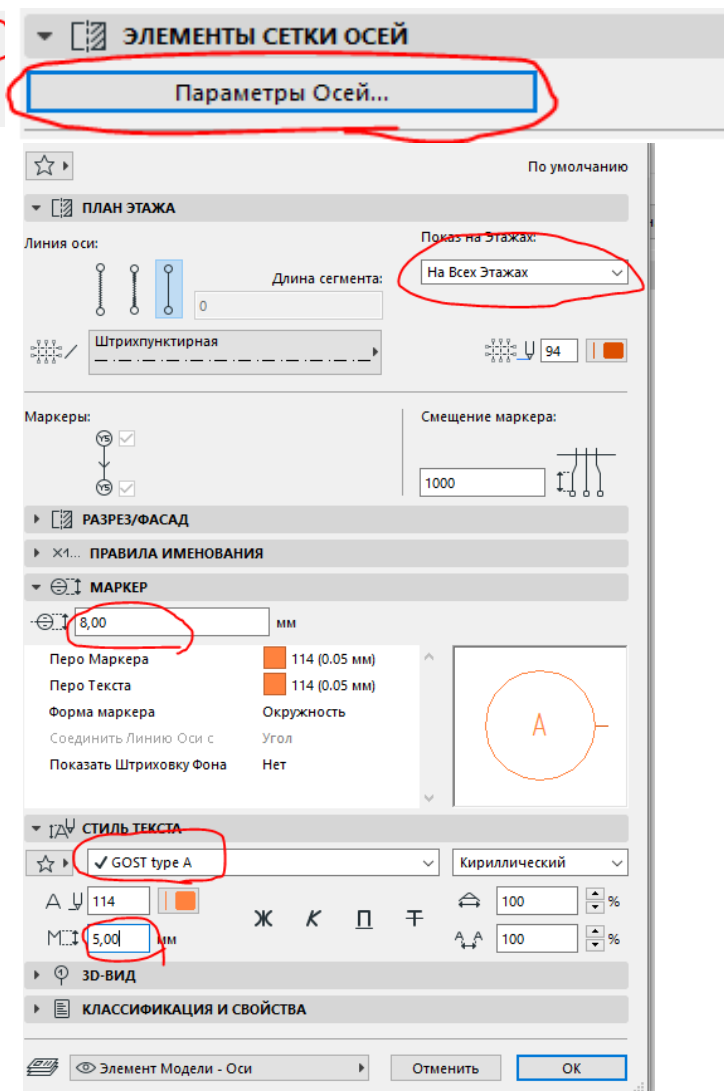 ЭЛЕМЕНТЫ СЕТКИ ОСЕЙ
Параметры Осей...
По умолчанию
ПЛАН ЭТАЖА
Линия оси:
Показ на Этажах:
На Всех Этажах
Длина сегмента:
0
Штрихпунктирная
94
Маркеры:
Смещение маркера:
1000
РАЗРЕЗ/ФАСАД
X1... ПРАВИЛА ИМЕНОВАНИЯ
МАРКЕР
8,00 мм
Перо Маркера 114 (0.05 мм)
Перо Текста 114 (0.05 мм)
Форма маркера Окружность
Соединить Линию Оси с Угол
Показать Штриховку Фона Нет
A
СТИЛЬ ТЕКСТА
GOST type A Кириллический
114 Ж К П Т 100 %
5,00 мм 100 %
3D-ВИД
КЛАССИФИКАЦИЯ И СВОЙСТВА
Элемент Модели - Оси Отменить OK